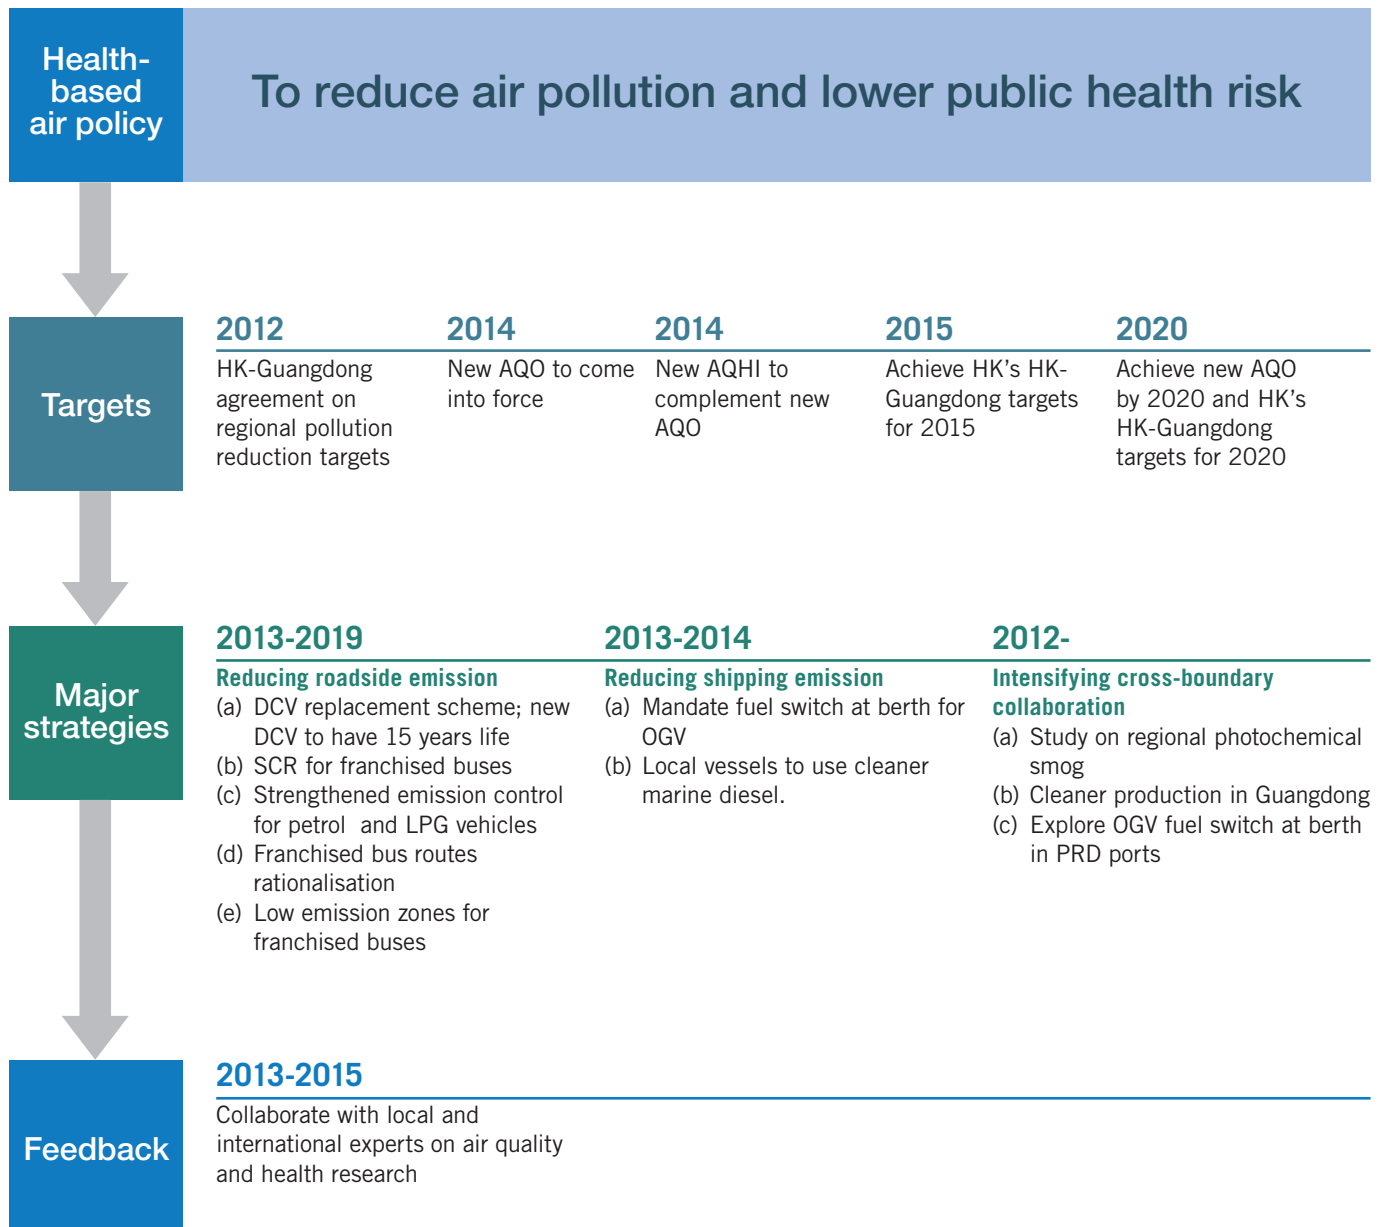 Health-
based
air policy
To reduce air pollution and lower public health risk
Targets
2012
HK-Guangdong
agreement on
regional pollution
reduction targets
2014
New AQO to come
into force
2014
New AQHI to
complement new
AQO
2015
Achieve HK's HK-
Guangdong targets
for 2015
2020
Achieve new AQO
by 2020 and HK's
HK-Guangdong
targets for 2020
Major
strategies
2013-2019
Reducing roadside emission
(a) DCV replacement scheme; new
DCV to have 15 years life
(b) SCR for franchised buses
(c) Strengthened emission control
for petrol and LPG vehicles
(d) Franchised bus routes
rationalisation
(e) Low emission zones for
franchised buses
2013-2014
Reducing shipping emission
(a) Mandate fuel switch at berth for
OGV
(b) Local vessels to use cleaner
marine diesel.
2012-
Intensifying cross-boundary
collaboration
(a) Study on regional photochemical
smog
(b) Cleaner production in Guangdong
(c) Explore OGV fuel switch at berth
in PRD ports
Feedback
2013-2015
Collaborate with local and
international experts on air quality
and health research